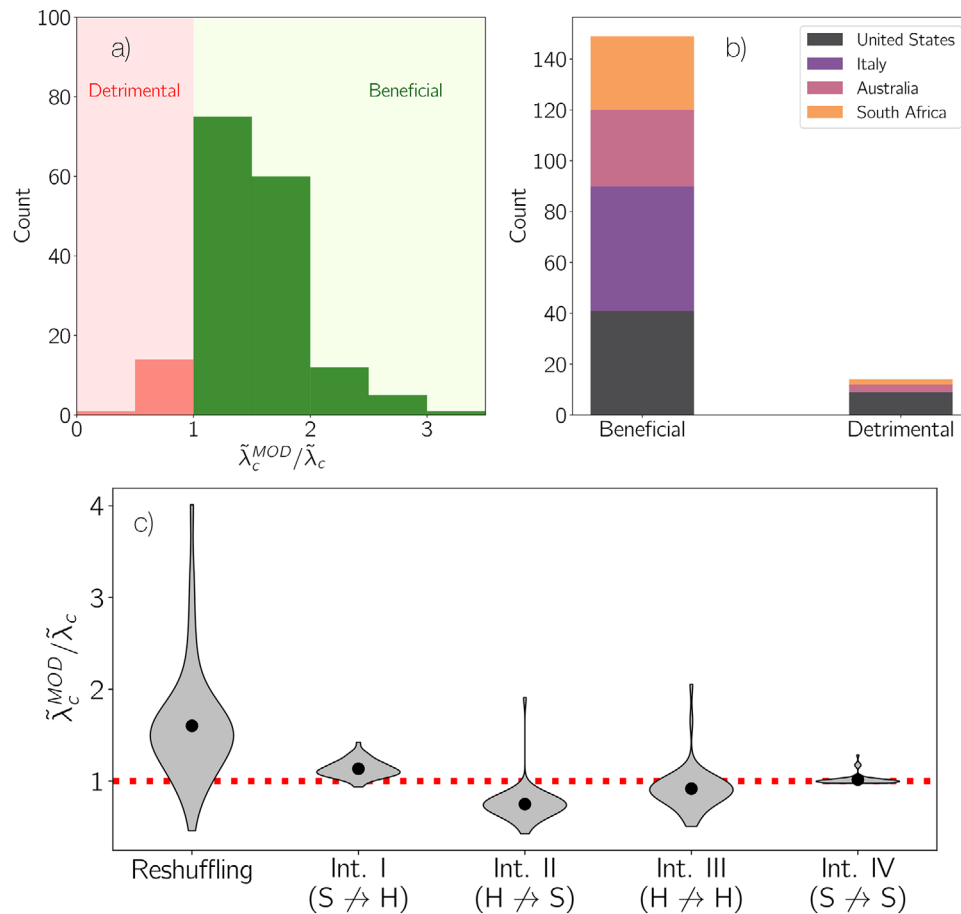 a)
Detrimental
Beneficial
Count
100
80
60
40
20
0
0
1
2
3
λ̃_c^{MOD}/λ̃_c
b)
United States
Italy
Australia
South Africa
Count
140
120
100
80
60
40
20
0
Beneficial
Detrimental
c)
λ̃_c^{MOD}/λ̃_c
4
3
2
1
Reshuffling
Int. I
(S ↛ H)
Int. II
(H ↛ S)
Int. III
(H ↛ H)
Int. IV
(S ↛ S)